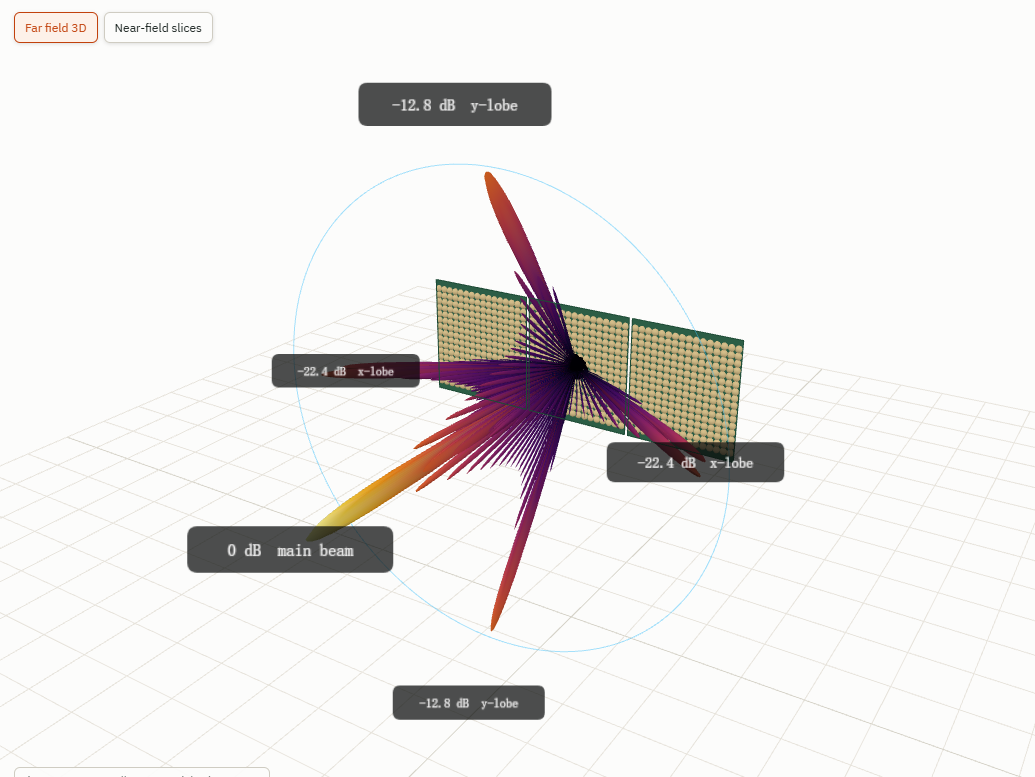 Far field 3D
Near-field slices
-12.8 dB y-lobe
-22.4 dB x-lobe
-22.4 dB x-lobe
0 dB main beam
-12.8 dB y-lobe